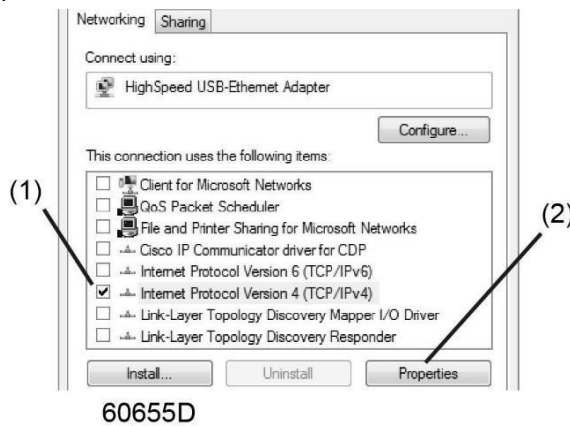 Networking Sharing
Connect using:
HighSpeed USB-Ethernet Adapter
Configure...
This connection uses the following items:
(1)
Client for Microsoft Networks
QoS Packet Scheduler
(2)
File and Printer Sharing for Microsoft Networks
Cisco IP Communicator driver for CDP
Internet Protocol Version 6 (TCP/IPv6)
Internet Protocol Version 4 (TCP/IPv4)
Link-Layer Topology Discovery Mapper I/O Driver
Link-Layer Topology Discovery Responder
Install... Uninstall Properties
60655D